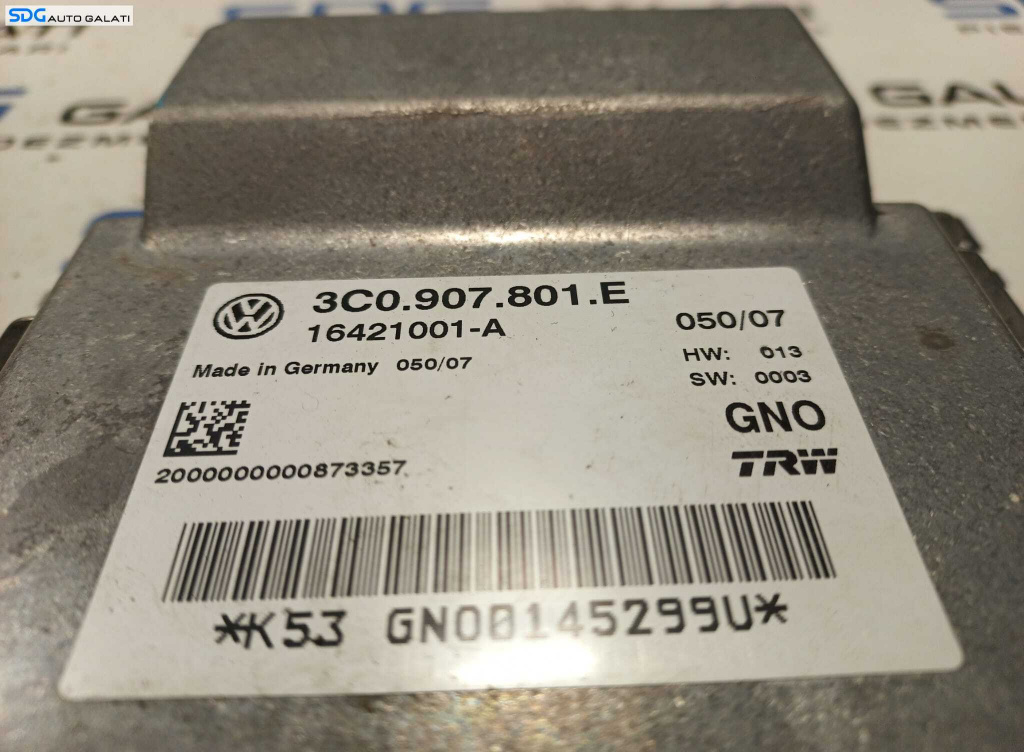 SDG AUTO GALATI
3C0.907.801.E
16421001-A
050/07
Made in Germany 050/07
HW: 013
SW: 0003
GNO
TRW
2000000000873357
*K53 GNO00145299U*